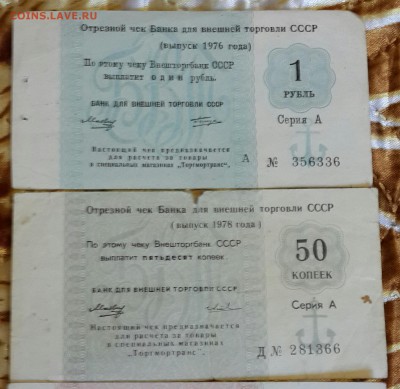 COINS.LAVE.RU
Отрезной чек Банка для внешней торговли СССР
(выпуск 1976 года)
По этому чеку Внешторгбанк СССР
выплатит один рубль.
БАНК ДЛЯ ВНЕШНЕЙ ТОРГОВЛИ СССР
Настоящий чек предназначается
для расчета за товары
в специальных магазинах "Торгмортранс".
1
РУБЛЬ
Серия А
А № 356336
Отрезной чек Банка для внешней торговли СССР
(выпуск 1978 года)
По этому чеку Внешторгбанк СССР
выплатит пятьдесят копеек.
БАНК ДЛЯ ВНЕШНЕЙ ТОРГОВЛИ СССР
Настоящий чек предназначается
для расчета за товары
в специальных магазинах
"Торгмортранс".
50
КОПЕЕК
Серия А
Д № 281366